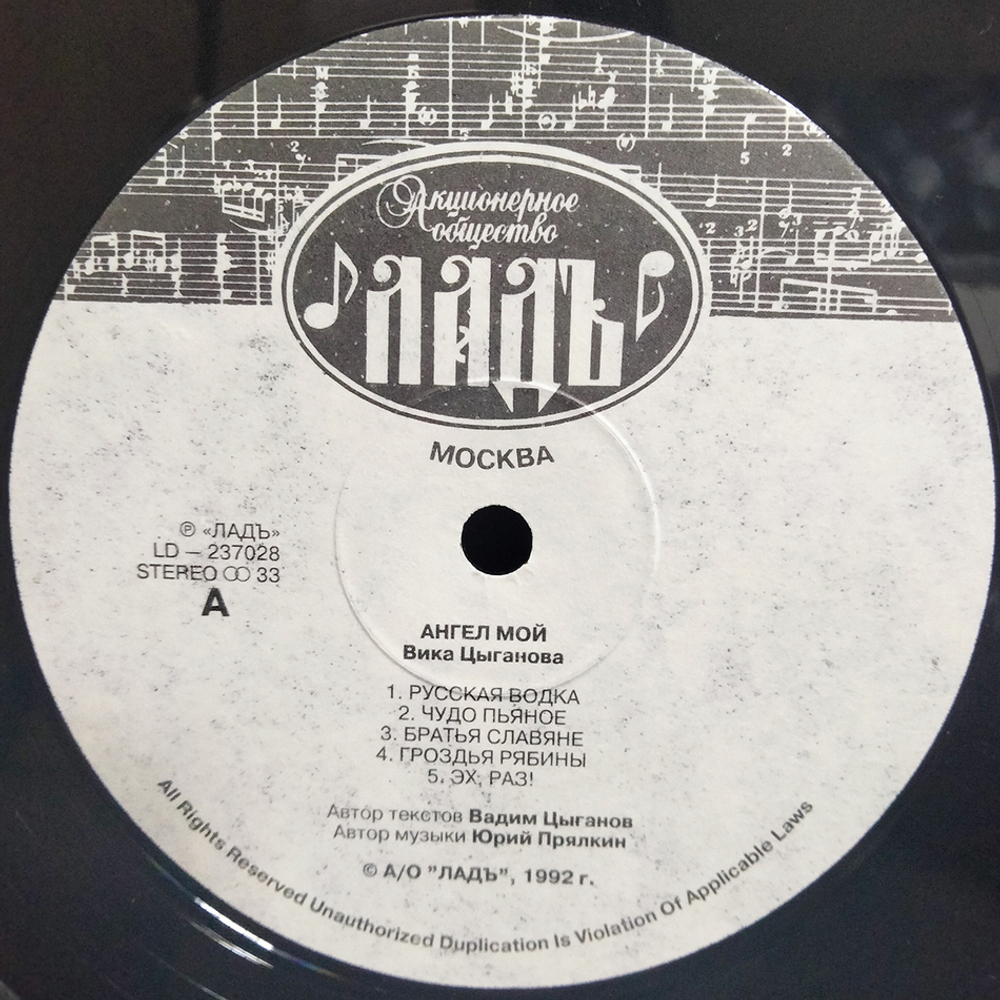 Акционерное
общество
ЛАДЪ
МОСКВА
℗ «ЛАДЪ»
LD – 237028
STEREO ꝏ 33
A
АНГЕЛ МОЙ
Вика Цыганова
1. РУССКАЯ ВОДКА
2. ЧУДО ПЬЯНОЕ
3. БРАТЬЯ СЛАВЯНЕ
4. ГРОЗДЬЯ РЯБИНЫ
5. ЭХ, РАЗ!
Автор текстов Вадим Цыганов
Автор музыки Юрий Прялкин
© А/О ”ЛАДЪ”, 1992 г.
All Rights Reserved Unauthorized Duplication Is Violation Of Applicable Laws